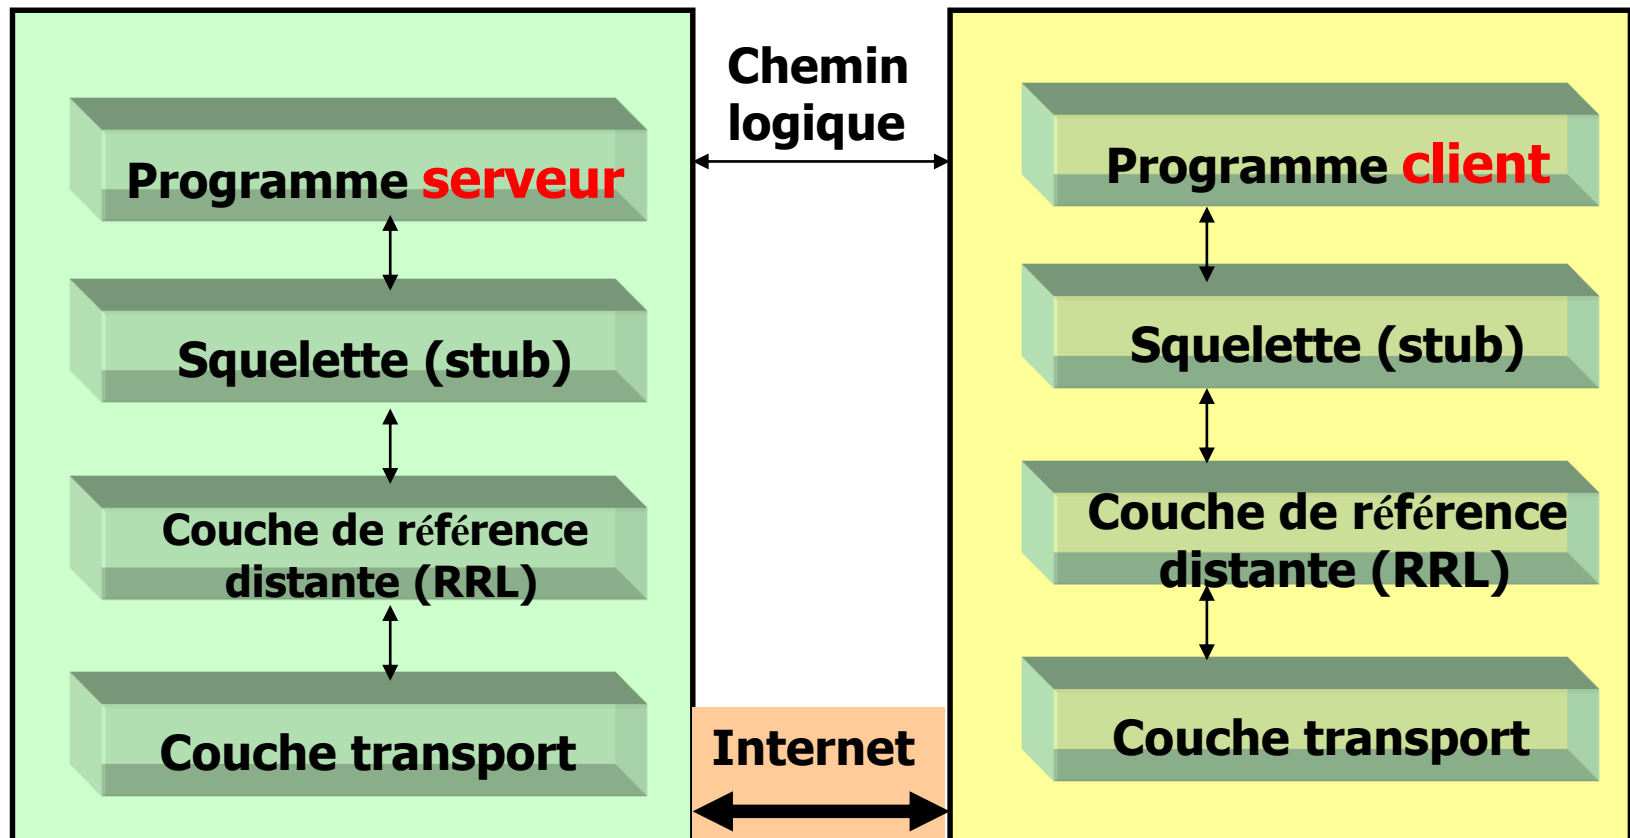 Programme serveur
Squelette (stub)
Couche de référence
distante (RRL)
Couche transport
Chemin
logique
Internet
Programme client
Squelette (stub)
Couche de référence
distante (RRL)
Couche transport